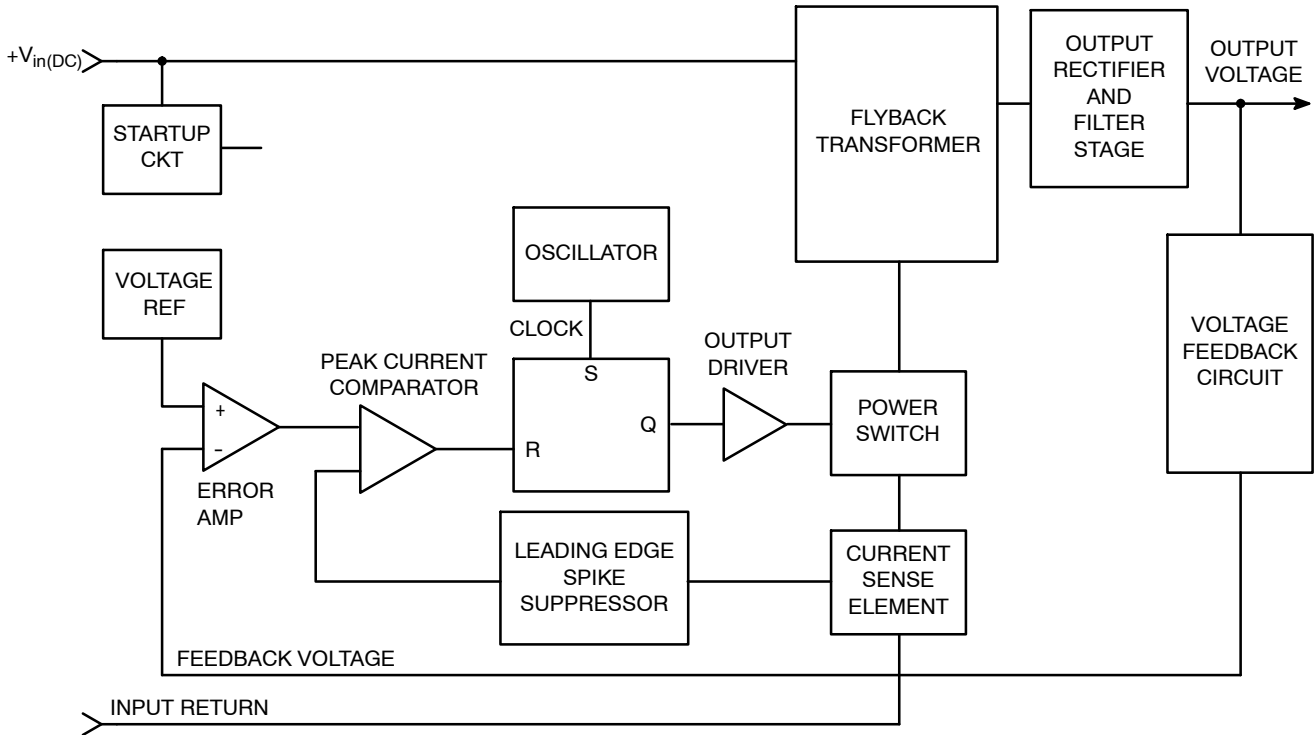 +Vin(DC)
STARTUP
CKT
FLYBACK
TRANSFORMER
OUTPUT
RECTIFIER
AND
FILTER
STAGE
OUTPUT
VOLTAGE
VOLTAGE
REF
OSCILLATOR
CLOCK
PEAK CURRENT
COMPARATOR
S
R
Q
OUTPUT
DRIVER
POWER
SWITCH
VOLTAGE
FEEDBACK
CIRCUIT
+
-
ERROR
AMP
LEADING EDGE
SPIKE
SUPPRESSOR
CURRENT
SENSE
ELEMENT
FEEDBACK VOLTAGE
INPUT RETURN